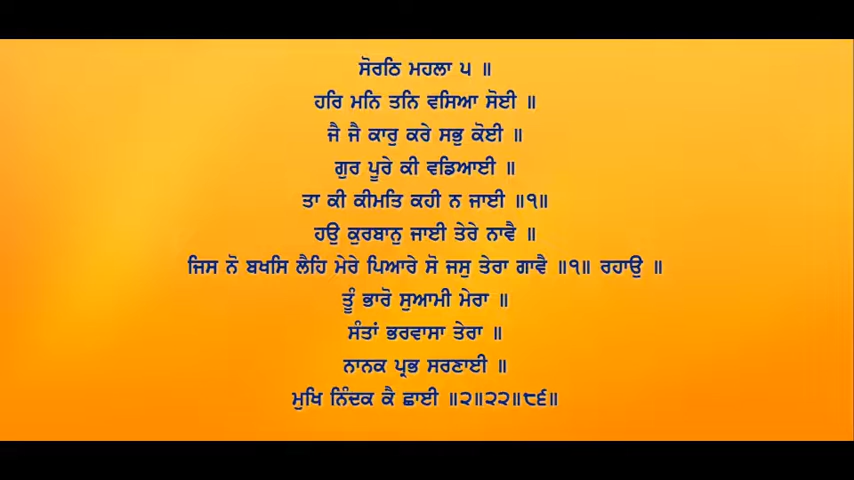 ਸੋਰਠਿ ਮਹਲਾ ੫ ॥
ਹਰਿ ਮਨਿ ਤਨਿ ਵਸਿਆ ਸੋਈ ॥
ਜੈ ਜੈ ਕਾਰੁ ਕਰੇ ਸਭੁ ਕੋਈ ॥
ਗੁਰ ਪੂਰੇ ਕੀ ਵਡਿਆਈ ॥
ਤਾ ਕੀ ਕੀਮਤਿ ਕਹੀ ਨ ਜਾਈ ॥੧॥
ਹਉ ਕੁਰਬਾਨੁ ਜਾਈ ਤੇਰੇ ਨਾਵੈ ॥
ਜਿਸ ਨੋ ਬਖਸਿ ਲੈਹਿ ਮੇਰੇ ਪਿਆਰੇ ਸੋ ਜਸੁ ਤੇਰਾ ਗਾਵੈ ॥੧॥ ਰਹਾਉ ॥
ਤੂੰ ਭਾਰੋ ਸੁਆਮੀ ਮੇਰਾ ॥
ਸੰਤਾਂ ਭਰਵਾਸਾ ਤੇਰਾ ॥
ਨਾਨਕ ਪ੍ਰਭ ਸਰਣਾਈ ॥
ਮੁਖਿ ਨਿੰਦਕ ਕੈ ਛਾਈ ॥੨॥੨੨॥੮੬॥